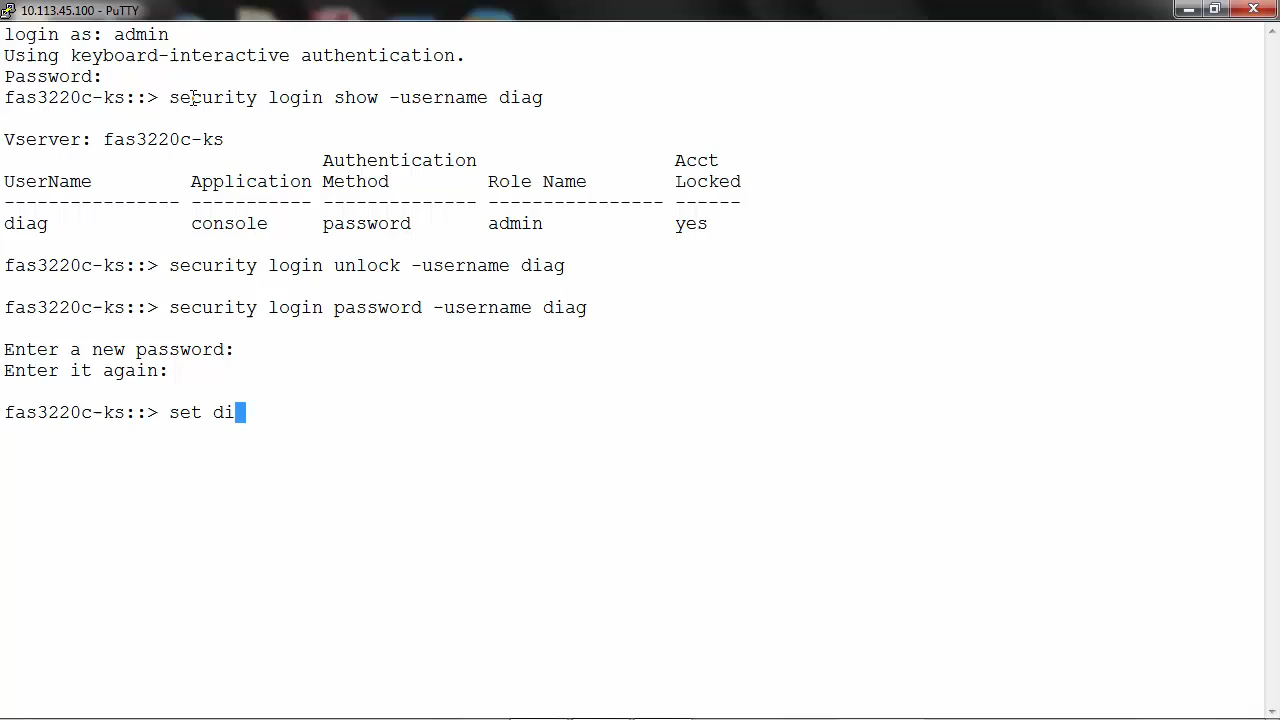 10.113.45.100 - PuTTY
login as: admin
Using keyboard-interactive authentication.
Password:
fas3220c-ks::> security login show -username diag
Vserver: fas3220c-ks
Authentication Acct
UserName Application Method Role Name Locked
---------------- ----------- -------------- ---------------- ------
diag console password admin yes
fas3220c-ks::> security login unlock -username diag
fas3220c-ks::> security login password -username diag
Enter a new password:
Enter it again:
fas3220c-ks::> set di